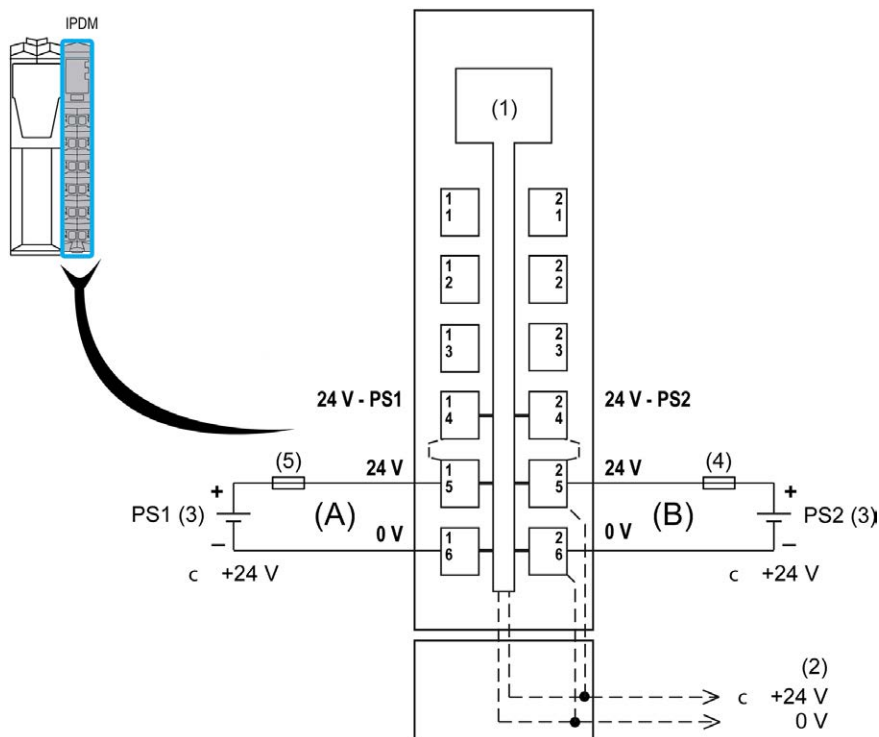 IPDM
(1)
1 1
2 1
1 2
2 2
1 3
2 3
24 V - PS1
1 4
2 4
24 V - PS2
(5)
24 V
1 5
2 5
24 V
(4)
+
PS1 (3)
(A)
(B)
+
PS2 (3)
–
0 V
1 6
2 6
0 V
–
c +24 V
c +24 V
(2)
c +24 V
0 V